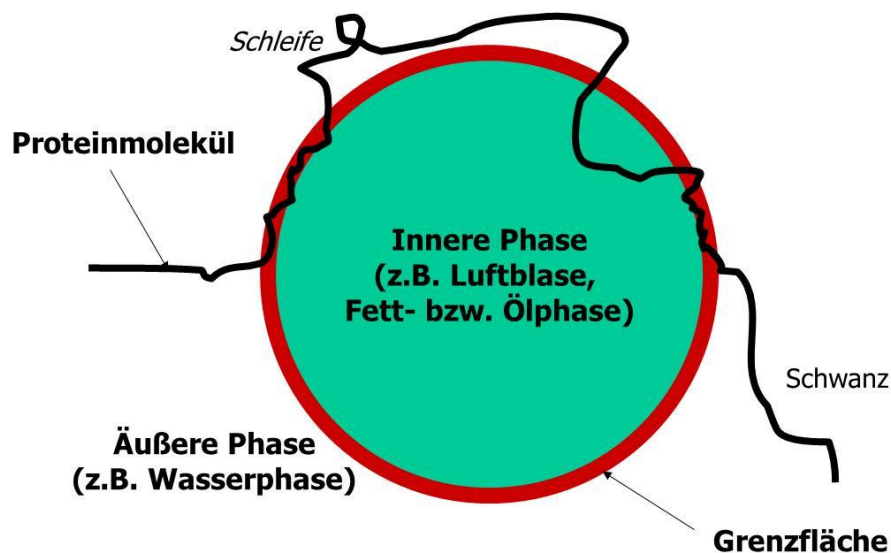 Schleife
Proteinmolekül
Innere Phase
(z.B. Luftblase,
Fett- bzw. Ölphase)
Schwanz
Äußere Phase
(z.B. Wasserphase)
Grenzfläche